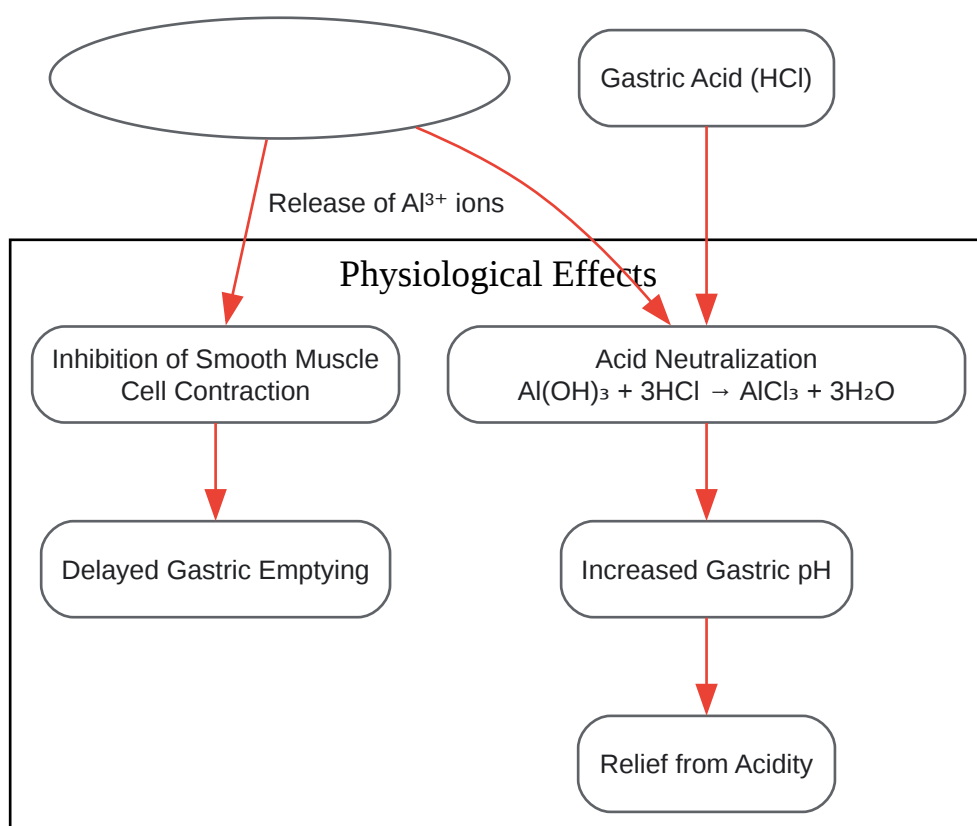 Gastric Acid (HCl)
Release of Al³⁺ ions
Physiological Effects
Inhibition of Smooth Muscle
Cell Contraction
Acid Neutralization
Al(OH)₃ + 3HCl → AlCl₃ + 3H₂O
Delayed Gastric Emptying
Increased Gastric pH
Relief from Acidity